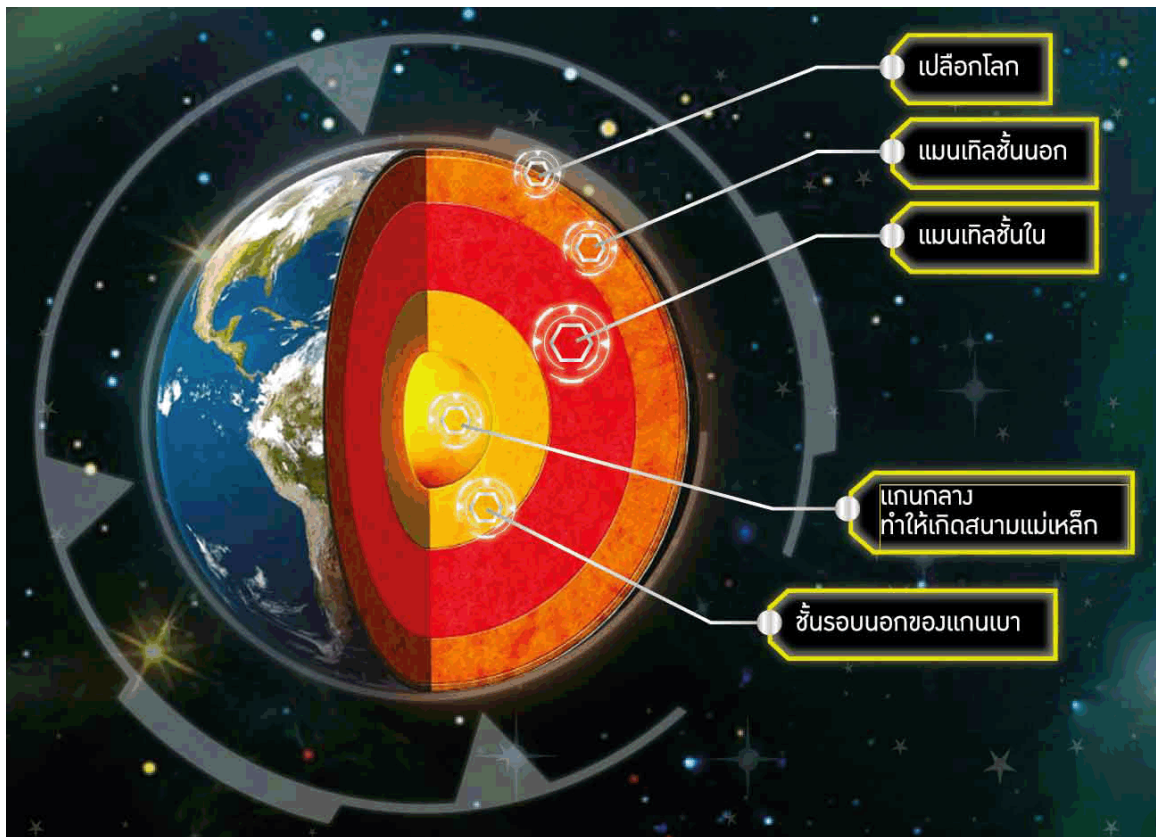 เปลือกโลก
แมนเทิลชั้นนอก
แมนเทิลชั้นใน
แกนกลาง
ทำให้เกิดสนามแม่เหล็ก
ชั้นรอบนอกของแกนเบา